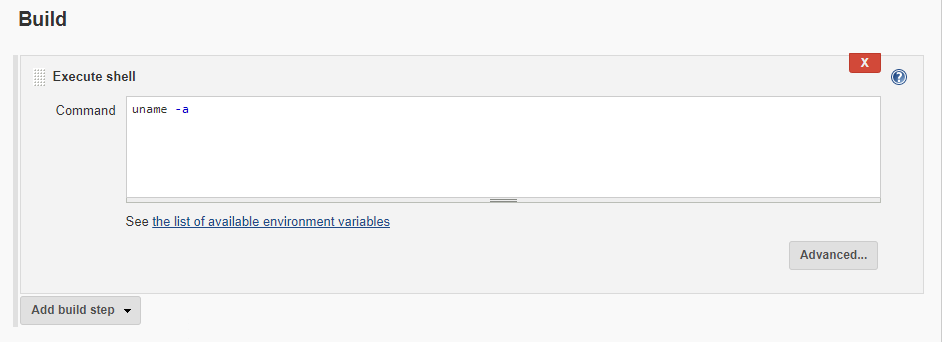 Build
X
Execute shell
?
Command
uname -a
See the list of available environment variables
Advanced...
Add build step